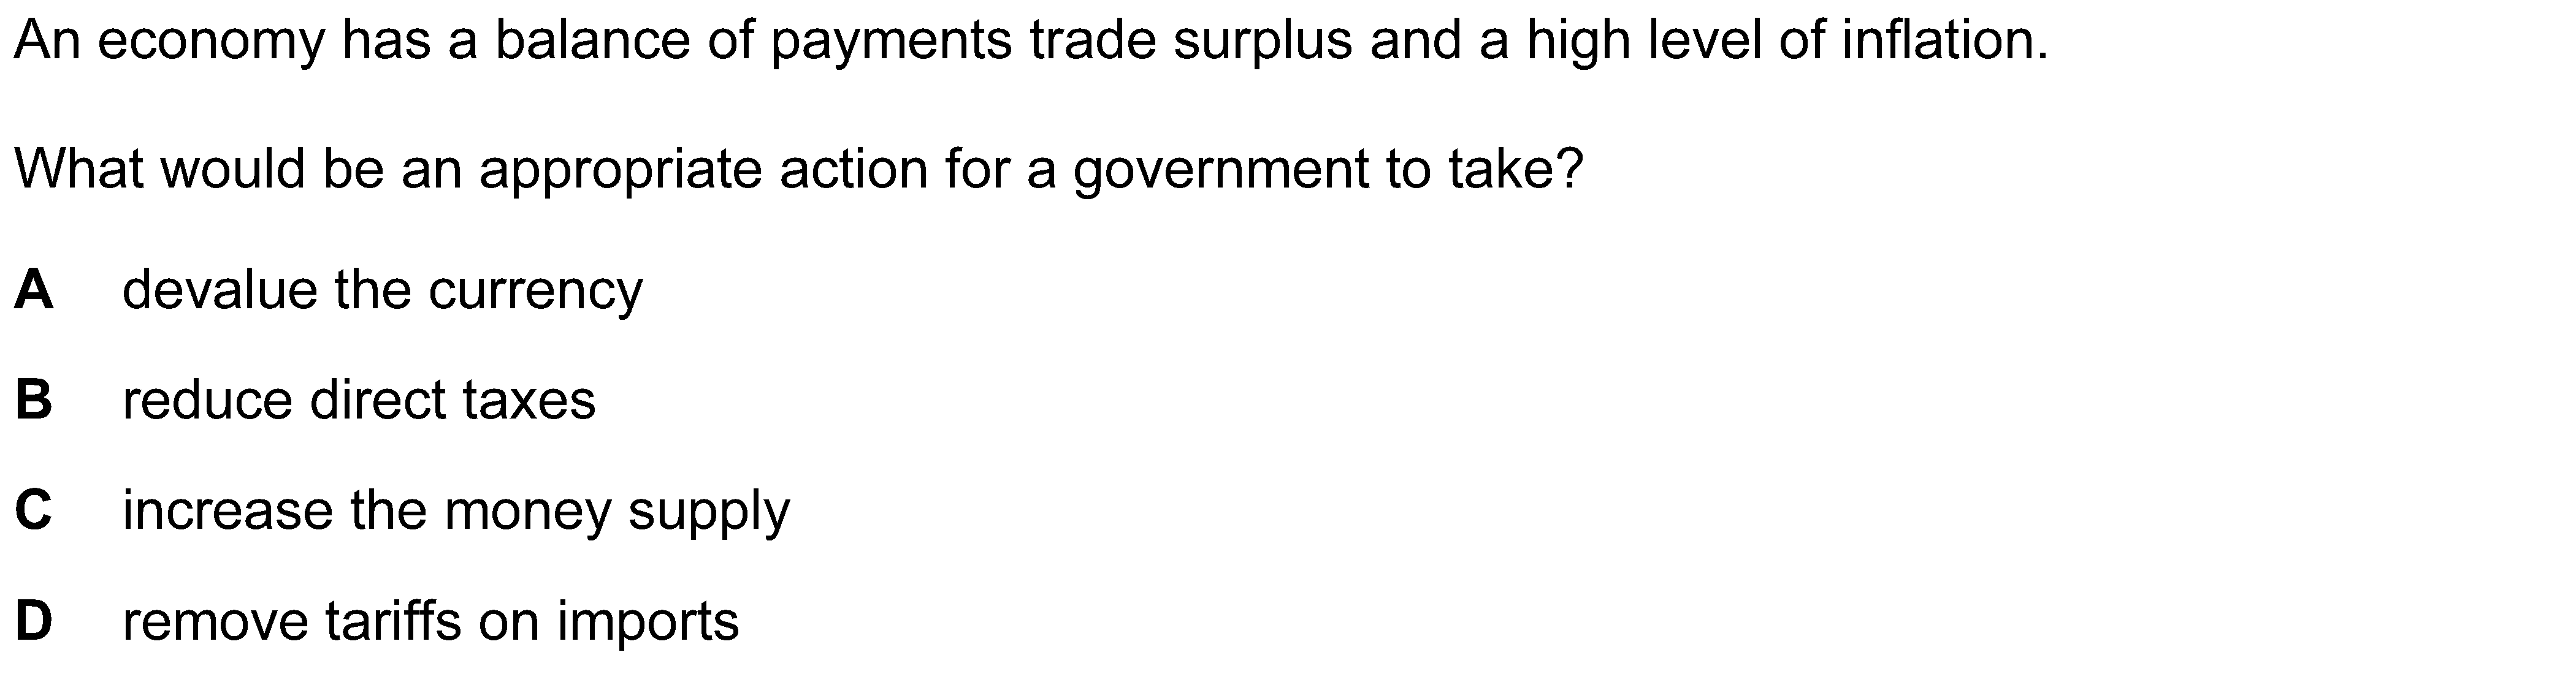 An economy has a balance of payments trade surplus and a high level of inflation.
What would be an appropriate action for a government to take?
A devalue the currency
B reduce direct taxes
C increase the money supply
D remove tariffs on imports